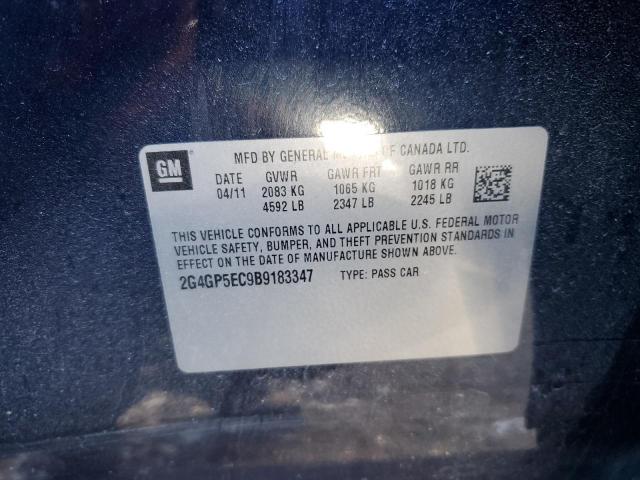 GM
MFD BY GENERAL MOTORS OF CANADA LTD.
DATE GVWR GAWR FRT GAWR RR
04/11 2083 KG 1065 KG 1018 KG
4592 LB 2347 LB 2245 LB
THIS VEHICLE CONFORMS TO ALL APPLICABLE U.S. FEDERAL MOTOR
VEHICLE SAFETY, BUMPER, AND THEFT PREVENTION STANDARDS IN
EFFECT ON THE DATE OF MANUFACTURE SHOWN ABOVE.
2G4GP5EC9B9183347 TYPE: PASS CAR